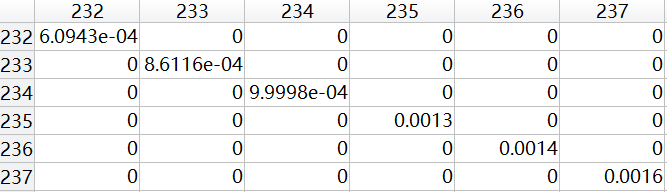 232 233 234 235 236 237
232 6.0943e-04 0 0 0 0 0
233 0 8.6116e-04 0 0 0 0
234 0 0 9.9998e-04 0 0 0
235 0 0 0 0.0013 0 0
236 0 0 0 0 0.0014 0
237 0 0 0 0 0 0.0016